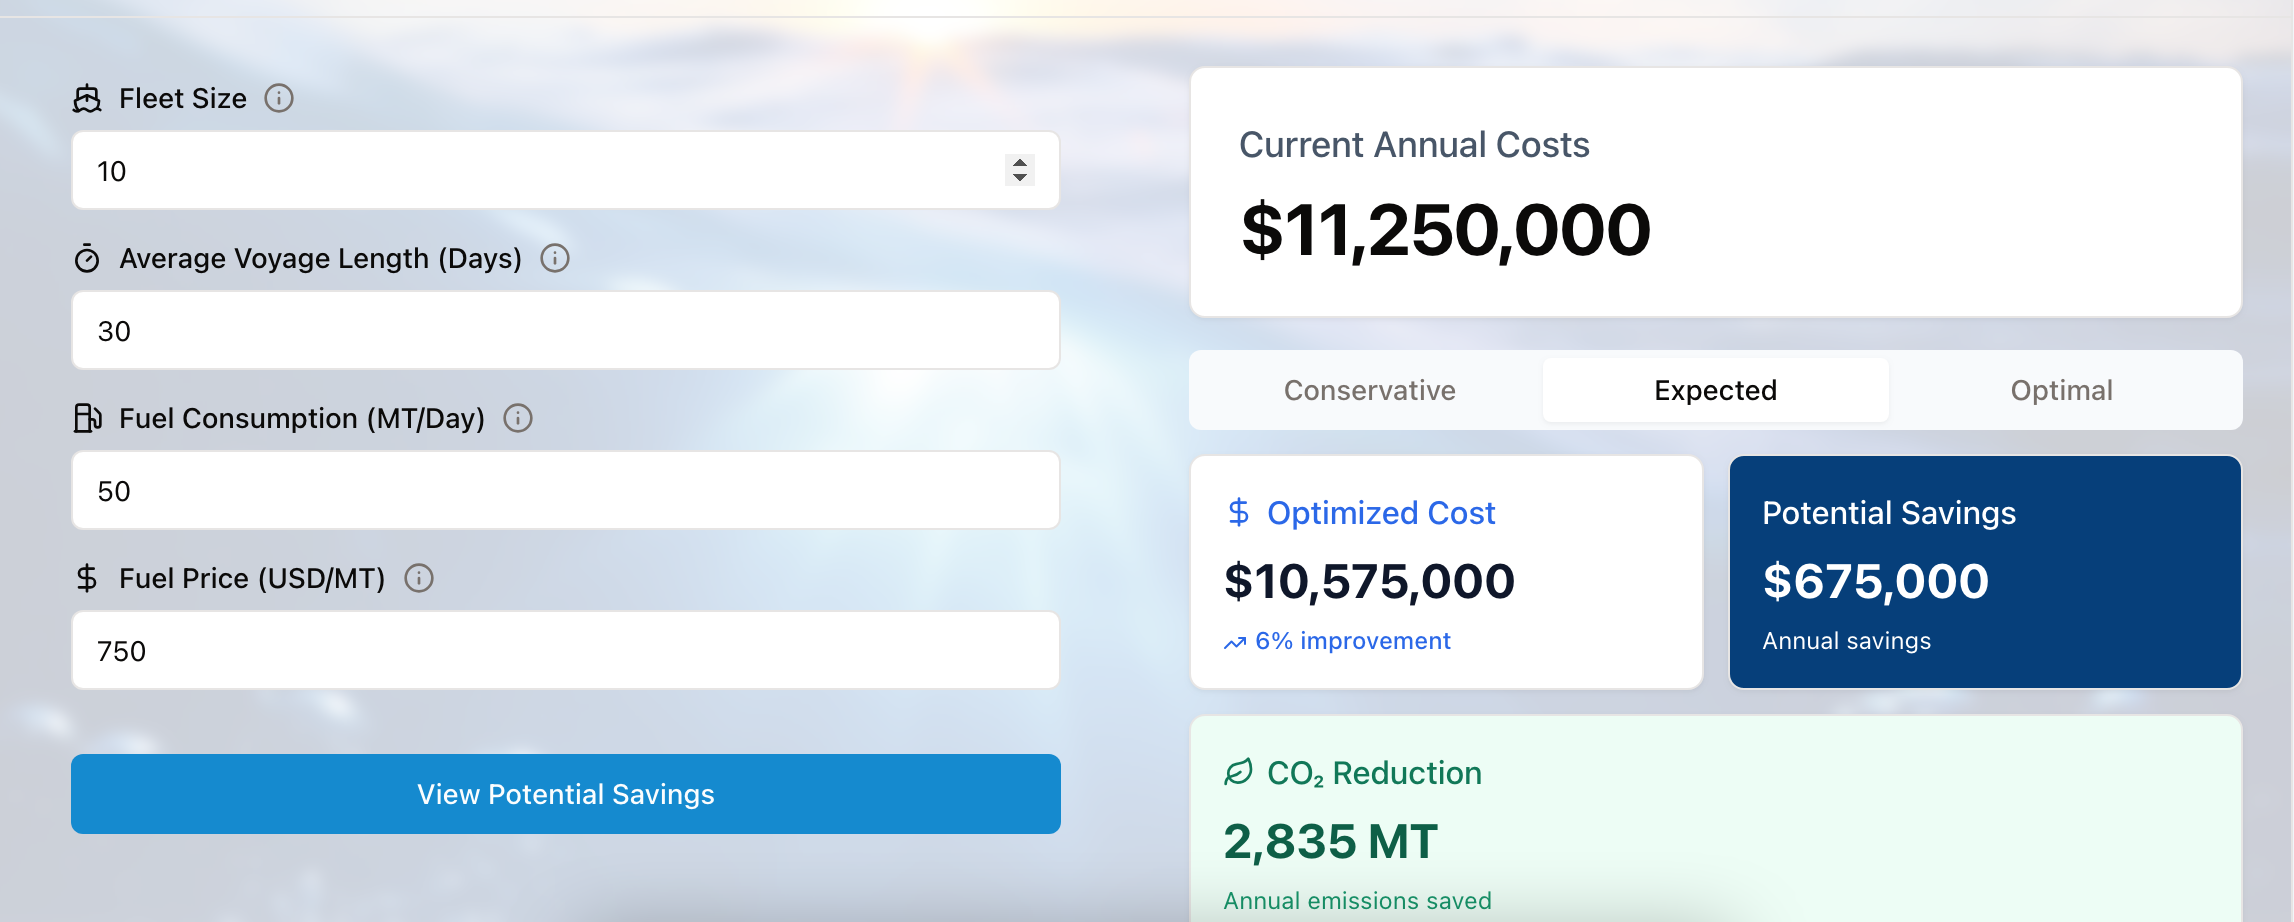 Fleet Size
10
Average Voyage Length (Days)
30
Fuel Consumption (MT/Day)
50
Fuel Price (USD/MT)
750
View Potential Savings
Current Annual Costs
$11,250,000
Conservative
Expected
Optimal
Optimized Cost
$10,575,000
6% improvement
Potential Savings
$675,000
Annual savings
CO₂ Reduction
2,835 MT
Annual emissions saved